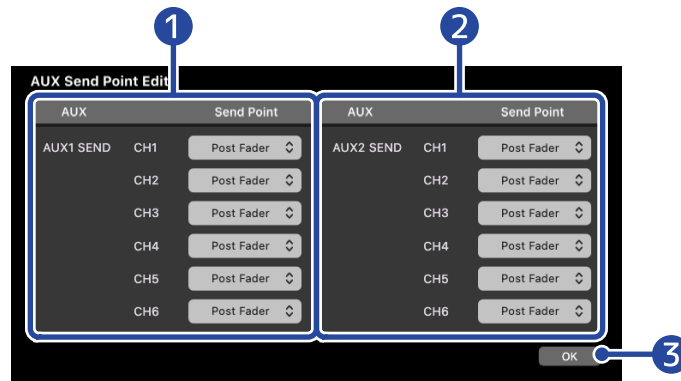 1 2
AUX Send Point Edit
AUX Send Point AUX Send Point
AUX1 SEND CH1 Post Fader AUX2 SEND CH1 Post Fader
CH2 Post Fader CH2 Post Fader
CH3 Post Fader CH3 Post Fader
CH4 Post Fader CH4 Post Fader
CH5 Post Fader CH5 Post Fader
CH6 Post Fader CH6 Post Fader
OK 3